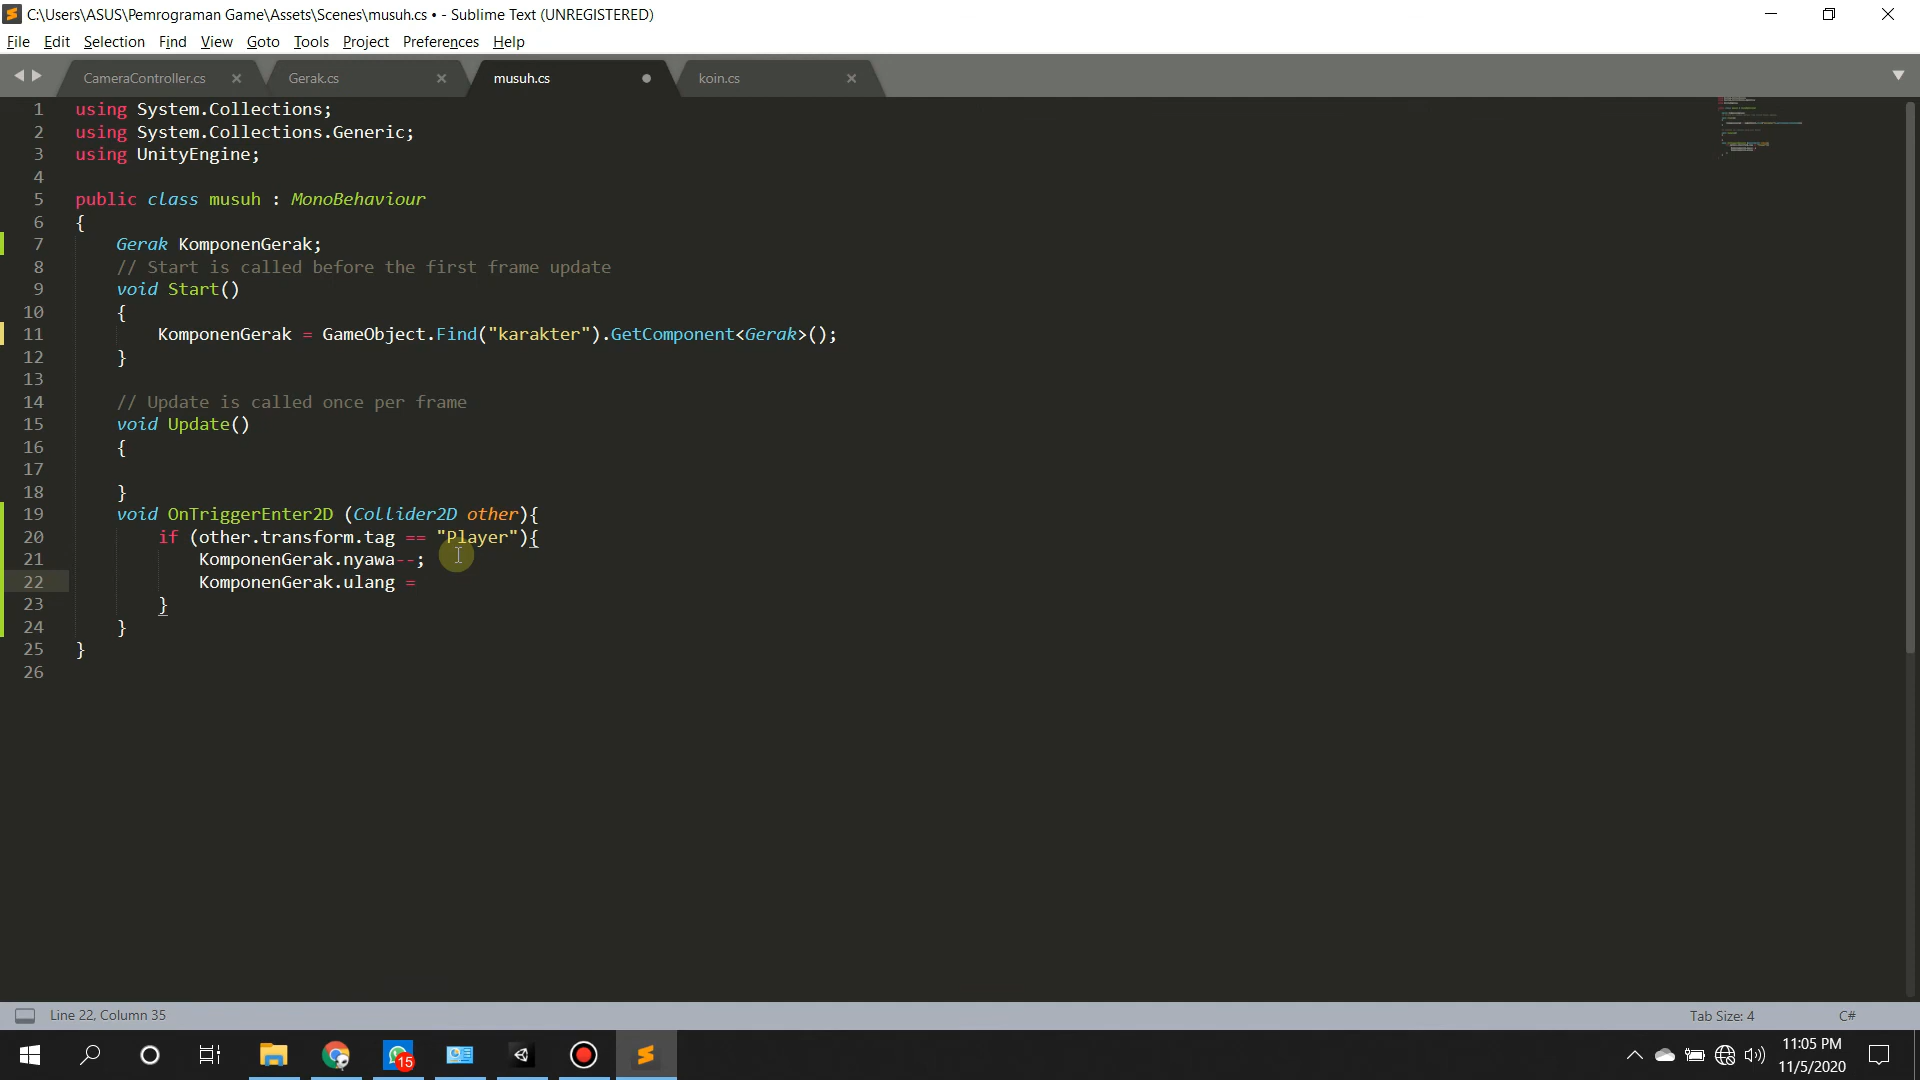 C:\Users\ASUS\Pemrograman Game\Assets\Scenes\musuh.cs • - Sublime Text (UNREGISTERED)
File Edit Selection Find View Goto Tools Project Preferences Help
CameraController.cs Gerak.cs musuh.cs koin.cs
1 using System.Collections;
2 using System.Collections.Generic;
3 using UnityEngine;
4
5 public class musuh : MonoBehaviour
6 {
7 Gerak KomponenGerak;
8 // Start is called before the first frame update
9 void Start()
10 {
11 KomponenGerak = GameObject.Find("karakter").GetComponent<Gerak>();
12 }
13
14 // Update is called once per frame
15 void Update()
16 {
17
18 }
19 void OnTriggerEnter2D (Collider2D other){
20 if (other.transform.tag == "Player"){
21 KomponenGerak.nyawa--;
22 KomponenGerak.ulang =
23 }
24 }
25 }
26
Line 22, Column 35 Tab Size: 4 C#
15
11:05 PM
11/5/2020